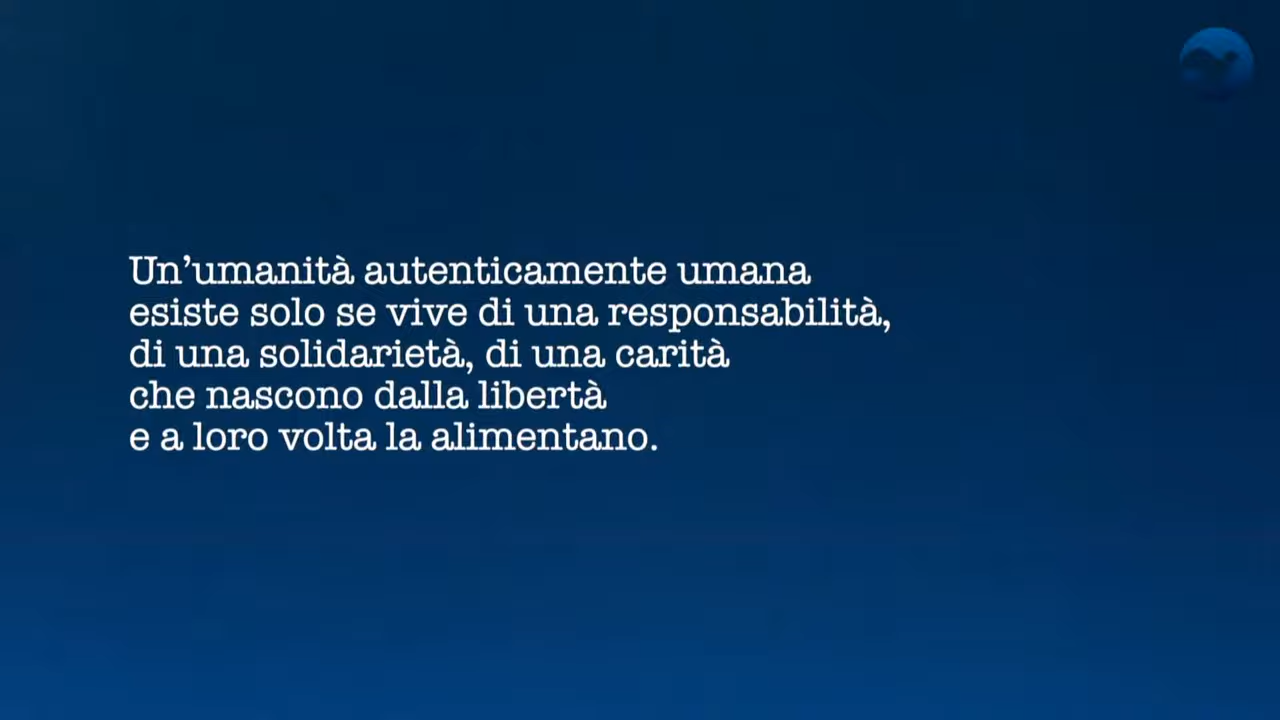 Un’umanità autenticamente umana
esiste solo se vive di una responsabilità,
di una solidarietà, di una carità
che nascono dalla libertà
e a loro volta la alimentano.